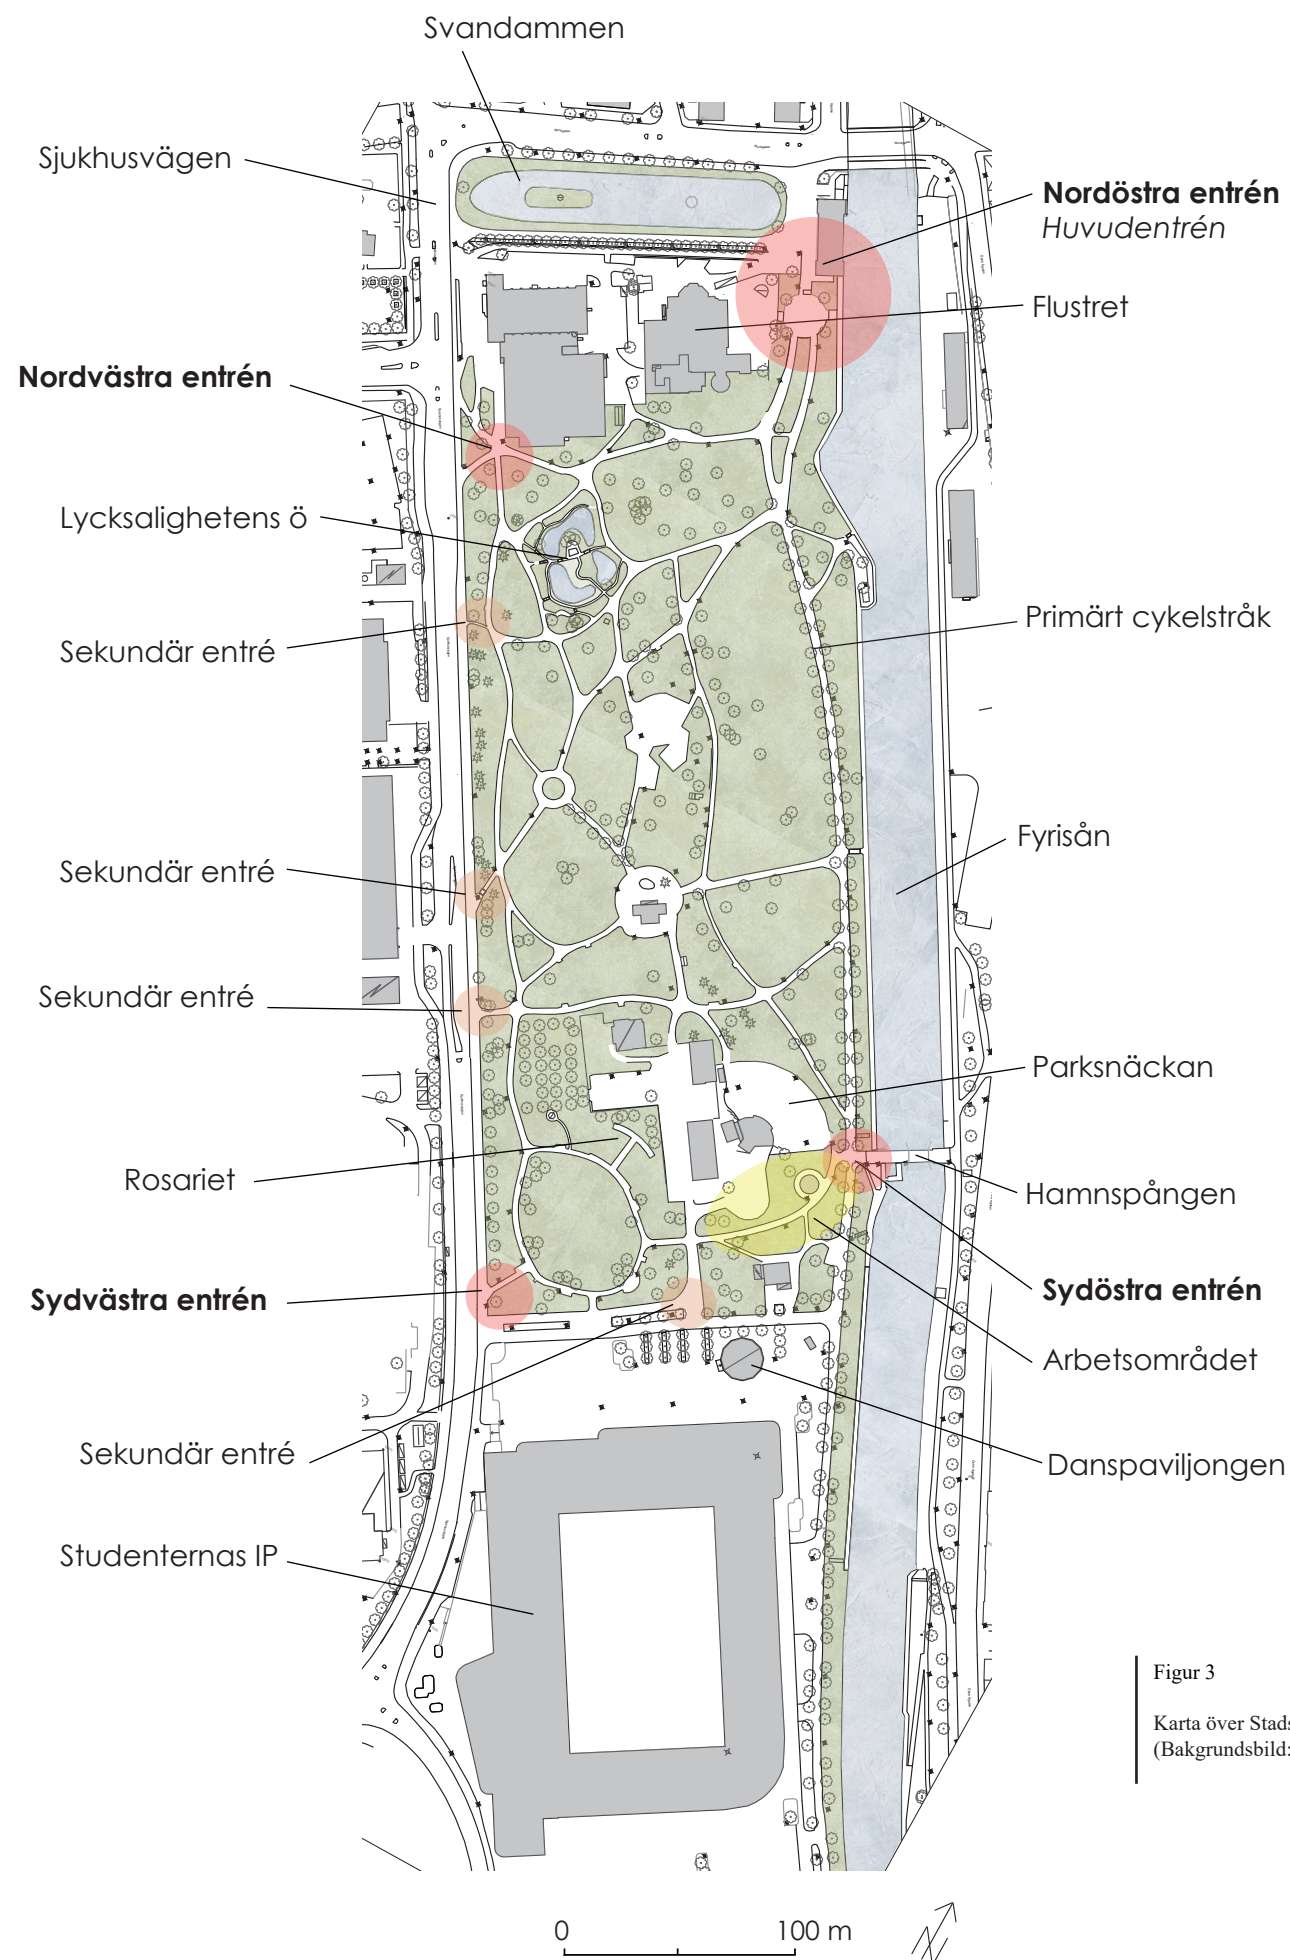 Svandammen
Sjukhusvägen
Nordöstra entrén
Huvudentrén
Flustret
Nordvästra entrén
Lycksalighetens ö
Primärt cykelstråk
Sekundär entré
Fyrisån
Sekundär entré
Sekundär entré
Parksnäckan
Rosariet
Hamnspången
Sydöstra entrén
Sydvästra entrén
Arbetsområdet
Sekundär entré
Danspaviljongen
Studenternas IP
Figur 3
Karta över
(Bakgrundsbild:
0 100 m